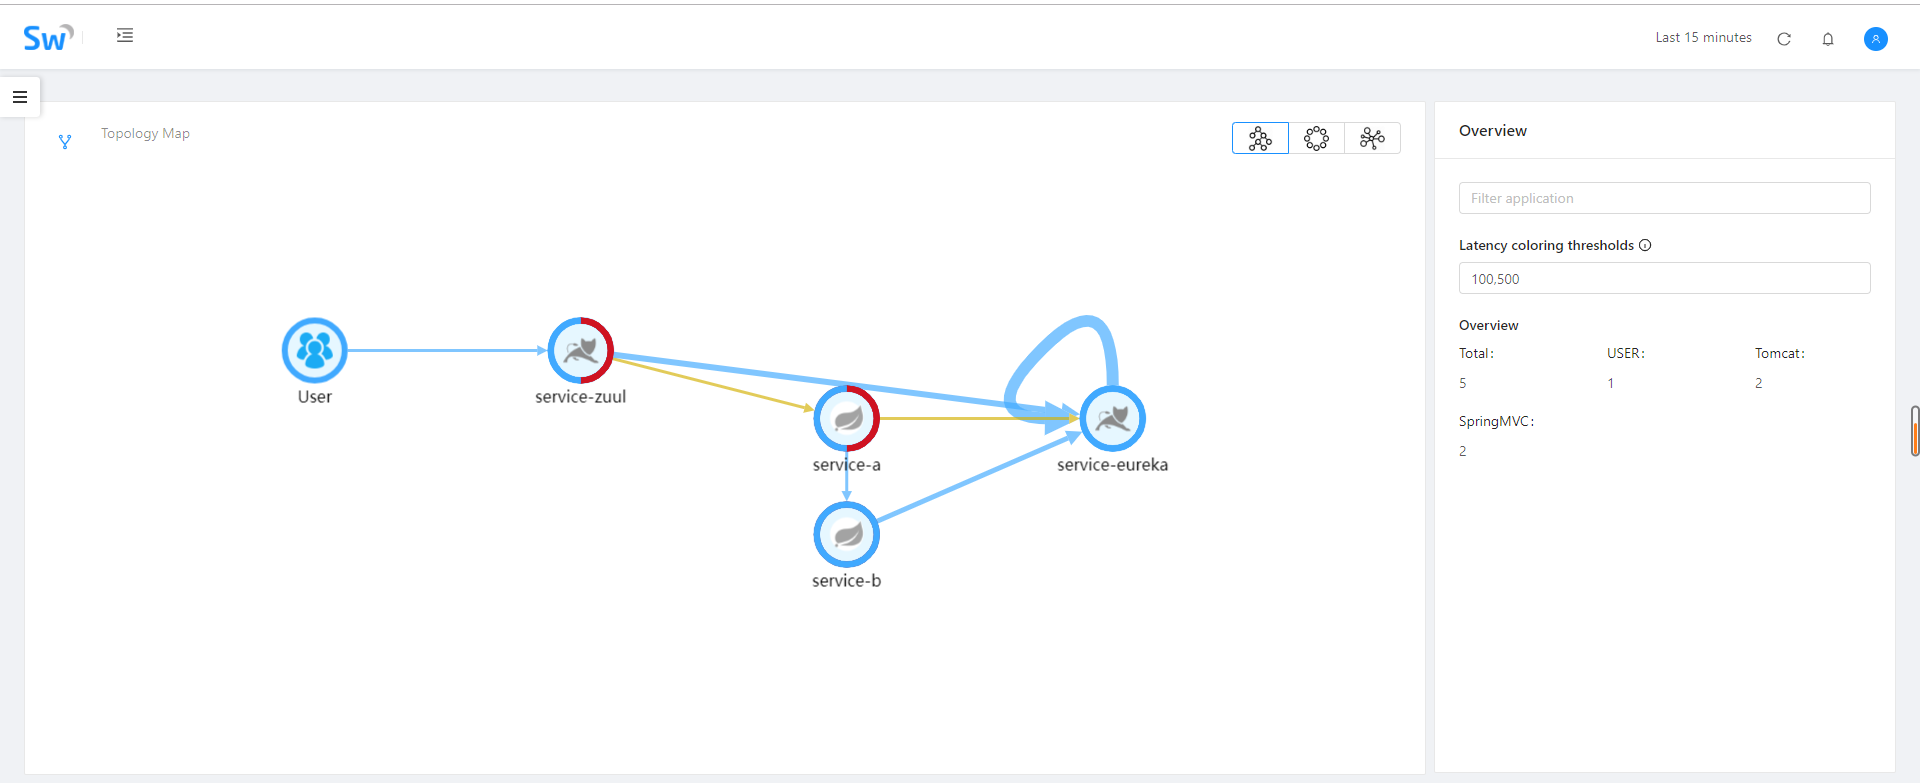 Sw
Last 15 minutes
Topology Map
User
service-zuul
service-a
service-eureka
service-b
Overview
Filter application
Latency coloring thresholds
100,500
Overview
Total: USER: Tomcat:
5 1 2
SpringMVC:
2